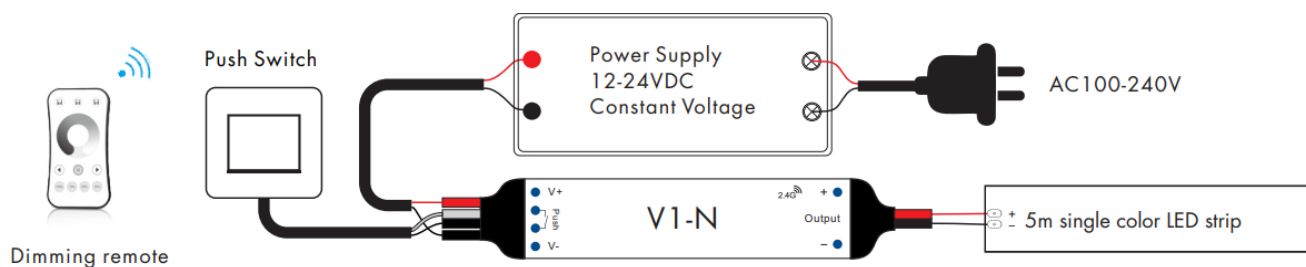 Push Switch
Dimming remote
Power Supply
12-24VDC
Constant Voltage
AC100-240V
V+
Push
V-
V1-N
2.4G
+
Output
−
+
−
5m single color LED strip